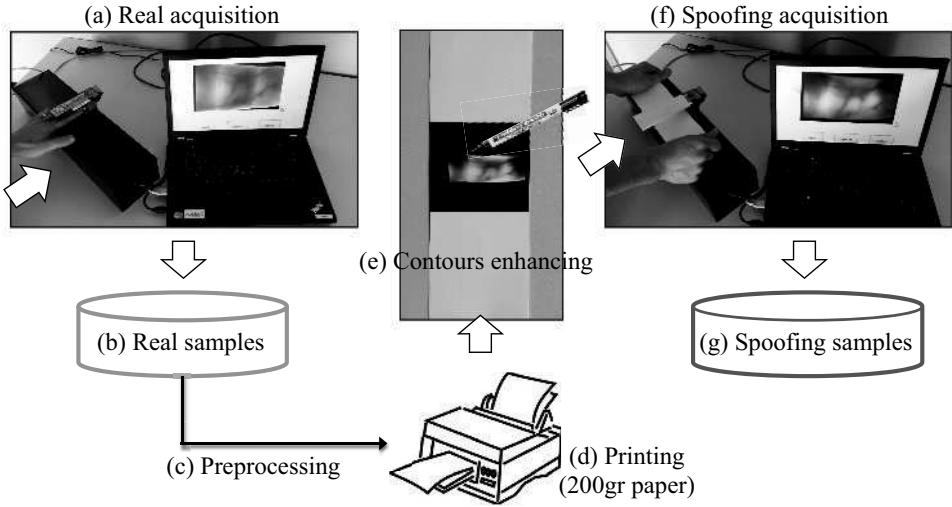 (a) Real acquisition
(f) Spoofing acquisition
(e) Contours enhancing
(b) Real samples
(g) Spoofing samples
(c) Preprocessing
(d) Printing
(200gr paper)